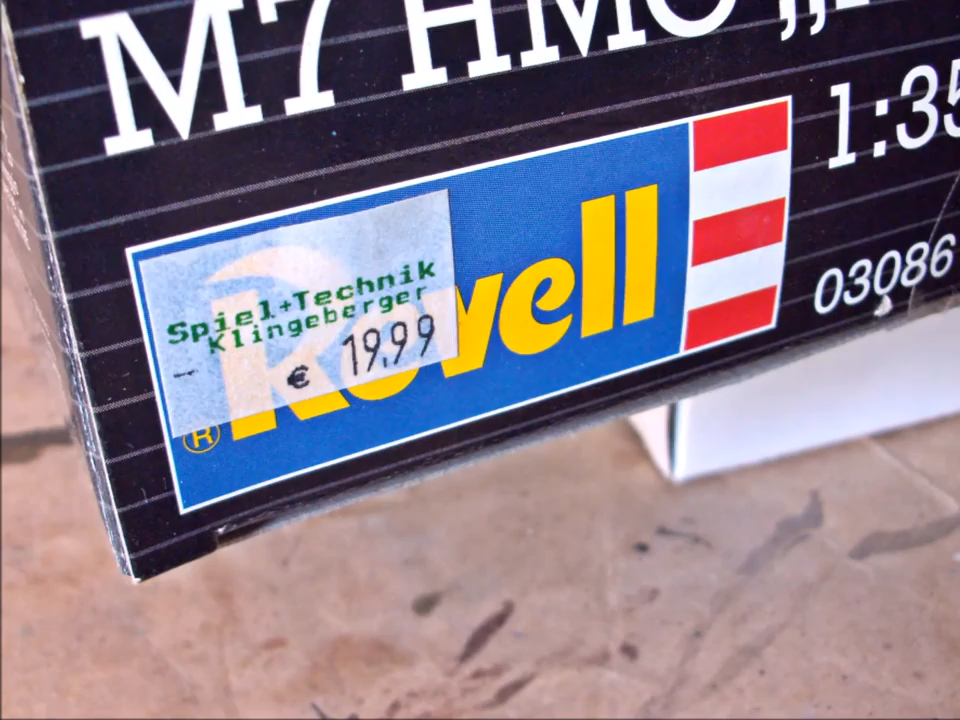 M7 HMC „
1:35
Revell
®
03086
Spiel+Technik
Klingeberger
- € 19,99